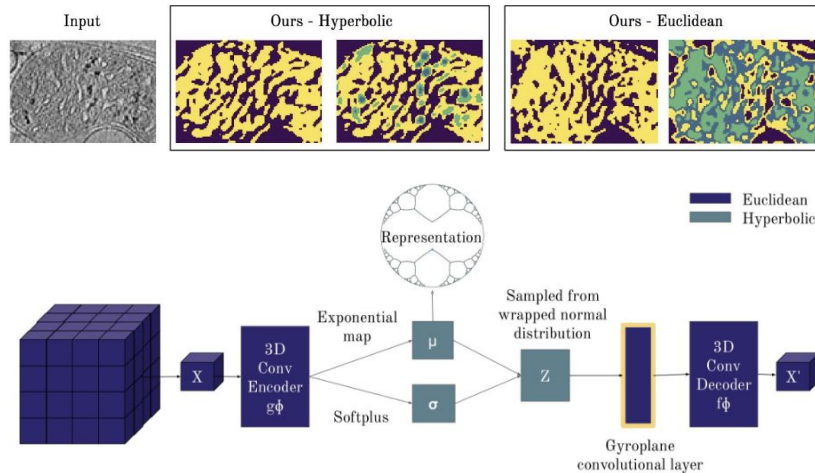 Input
Ours - Hyperbolic
Ours - Euclidean
Euclidean
Hyperbolic
Representation
Exponential
map
Sampled from
wrapped normal
distribution
X
3D
Conv
Encoder
gϕ
μ
σ
Softplus
Z
3D
Conv
Decoder
fϕ
X'
Gyroplane
convolutional layer